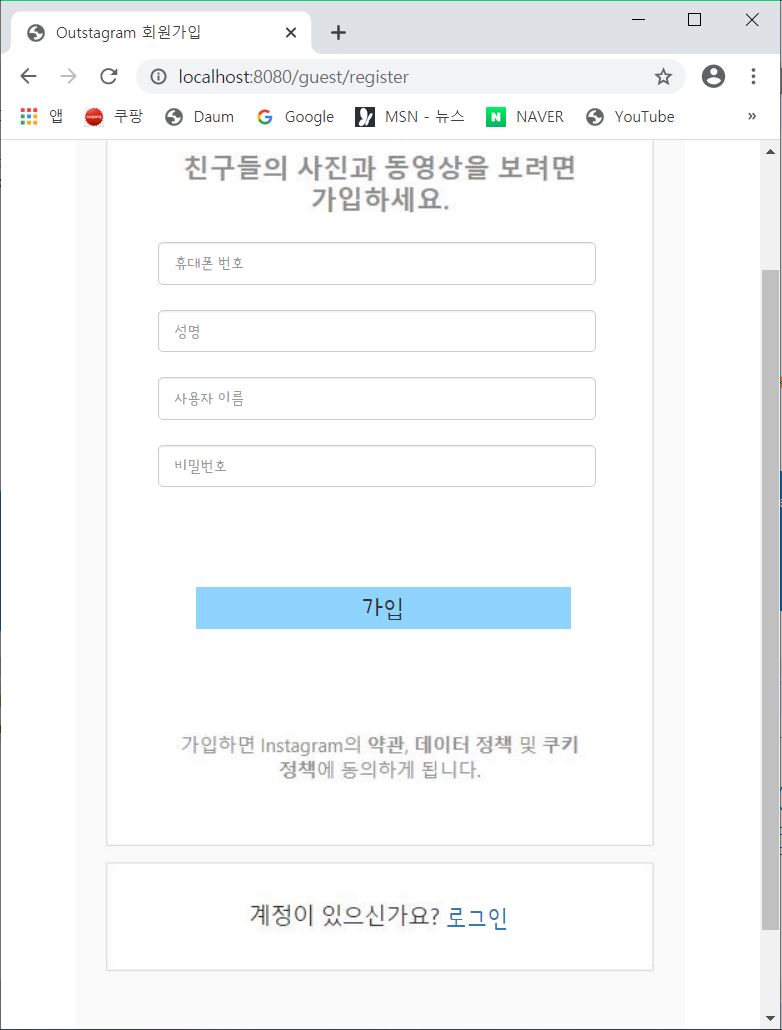 Outstagram 회원가입
localhost:8080/guest/register
앱 쿠팡 Daum Google MSN - 뉴스 NAVER YouTube »
친구들의 사진과 동영상을 보려면
가입하세요.
휴대폰 번호
성명
사용자 이름
비밀번호
가입
가입하면 Instagram의 약관, 데이터 정책 및 쿠키
정책에 동의하게 됩니다.
계정이 있으신가요? 로그인